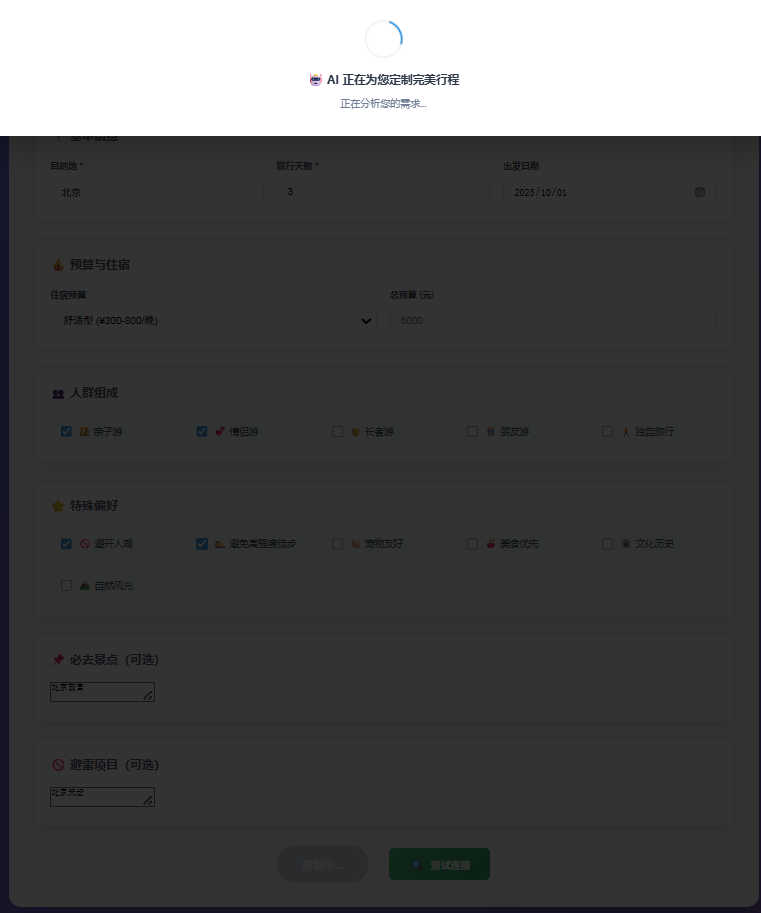 AI 正在为您定制完美行程
正在分析您的需求...
基本信息
目的地 * 旅行天数 * 出发日期
北京 3 2025/10/01
预算与住宿
住宿预算 总预算 (元)
舒适型 (¥300-800/晚) 5000
人群组成
亲子游 情侣游 长者游 朋友游 独自旅行
特殊偏好
避开人潮 避免高强度徒步 宠物友好 美食优先 文化历史
自然风光
必去景点（可选）
北京故宫
避雷项目（可选）
北京天坛
规划中... 测试连接